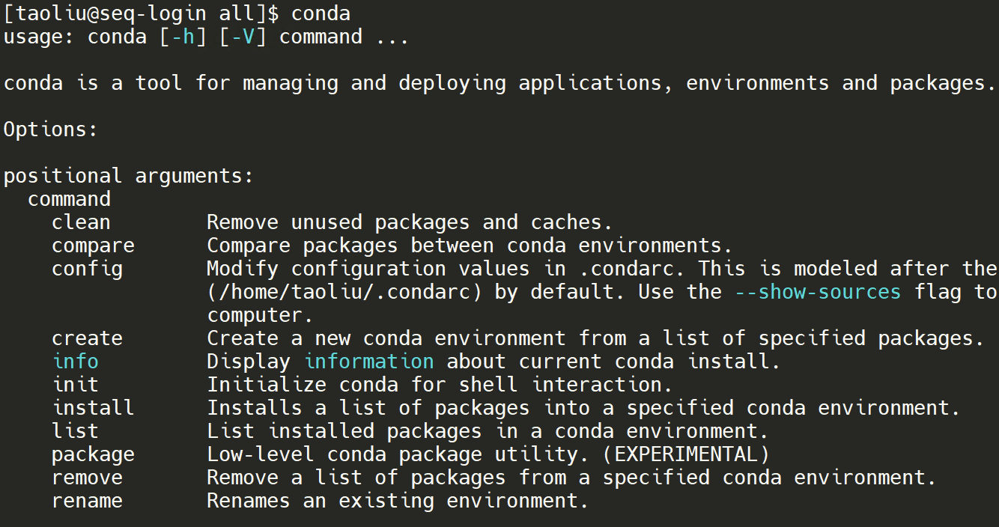 [taoliu@seq-login all]$ conda
usage: conda [-h] [-V] command ...
conda is a tool for managing and deploying applications, environments and packages.
Options:
positional arguments:
command
clean Remove unused packages and caches.
compare Compare packages between conda environments.
config Modify configuration values in .condarc. This is modeled after the
(/home/taoliu/.condarc) by default. Use the --show-sources flag to
computer.
create Create a new conda environment from a list of specified packages.
info Display information about current conda install.
init Initialize conda for shell interaction.
install Installs a list of packages into a specified conda environment.
list List installed packages in a conda environment.
package Low-level conda package utility. (EXPERIMENTAL)
remove Remove a list of packages from a specified conda environment.
rename Renames an existing environment.